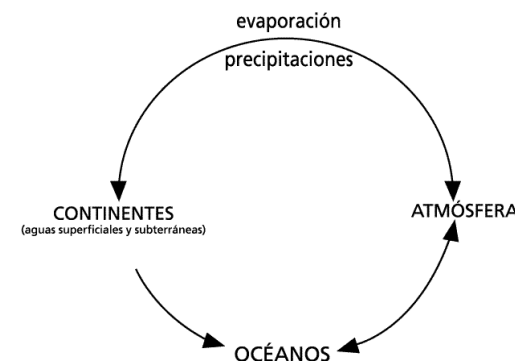 evaporación
precipitaciones
CONTINENTES
(aguas superficiales y subterráneas)
ATMÓSFERA
OCÉANOS